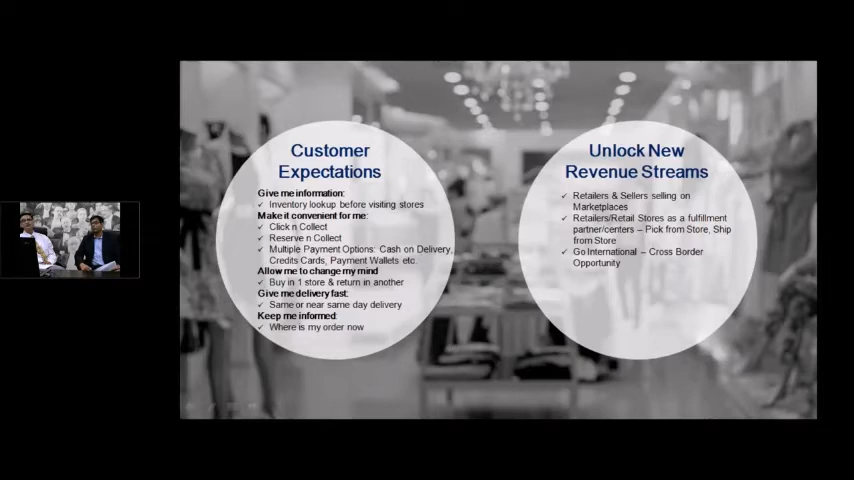 Customer
Expectations
Give me information:
✓ Inventory lookup before visiting stores
Make it convenient for me:
✓ Click n Collect
✓ Reserve n Collect
✓ Multiple Payment Options: Cash on Delivery,
Credits Cards, Payment Wallets etc.
Allow me to change my mind
✓ Buy in 1 store & return in another
Give me delivery fast:
✓ Same or near same day delivery
Keep me informed:
✓ Where is my order now
Unlock New
Revenue Streams
✓ Retailers & Sellers selling on
Marketplaces
✓ Retailers/Retail Stores as a fulfillment
partner/centers – Pick from Store, Ship
from Store
✓ Go International – Cross Border
Opportunity